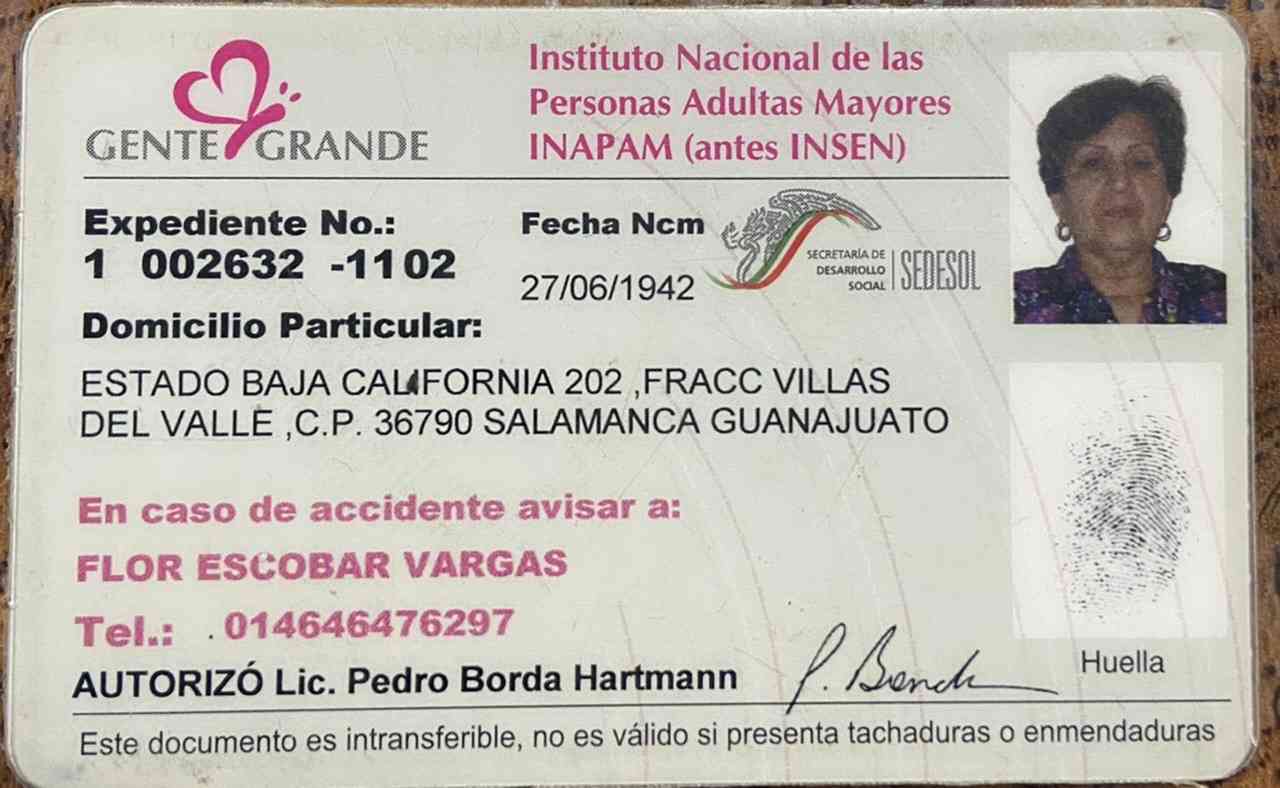 GENTE GRANDE
Instituto Nacional de las
Personas Adultas Mayores
INAPAM (antes INSEN)
Expediente No.:
1 002632 -1102
Fecha Ncm
27/06/1942
SECRETARÍA DE
DESARROLLO
SOCIAL
SEDESOL
Domicilio Particular:
ESTADO BAJA CALIFORNIA 202 ,FRACC VILLAS
DEL VALLE ,C.P. 36790 SALAMANCA GUANAJUATO
En caso de accidente avisar a:
FLOR ESCOBAR VARGAS
Tel.: . 014646476297
AUTORIZÓ Lic. Pedro Borda Hartmann
Huella
Este documento es intransferible, no es válido si presenta tachaduras o enmendaduras